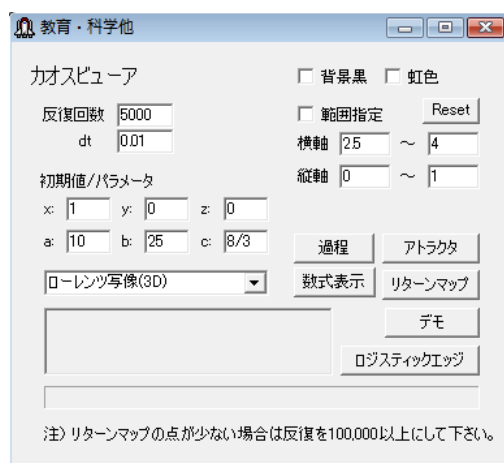 教育・科学他
カオスビューア
背景黒 虹色
反復回数 5000
範囲指定 Reset
dt 0.01
横軸 2.5 ～ 4
初期値/パラメータ
縦軸 0 ～ 1
x: 1 y: 0 z: 0
a: 10 b: 25 c: 8/3
過程 アトラクタ
ローレンツ写像(3D)
数式表示 リターンマップ
デモ
ロジスティックエッジ
注) リターンマップの点が少ない場合は反復を100,000以上にして下さい。